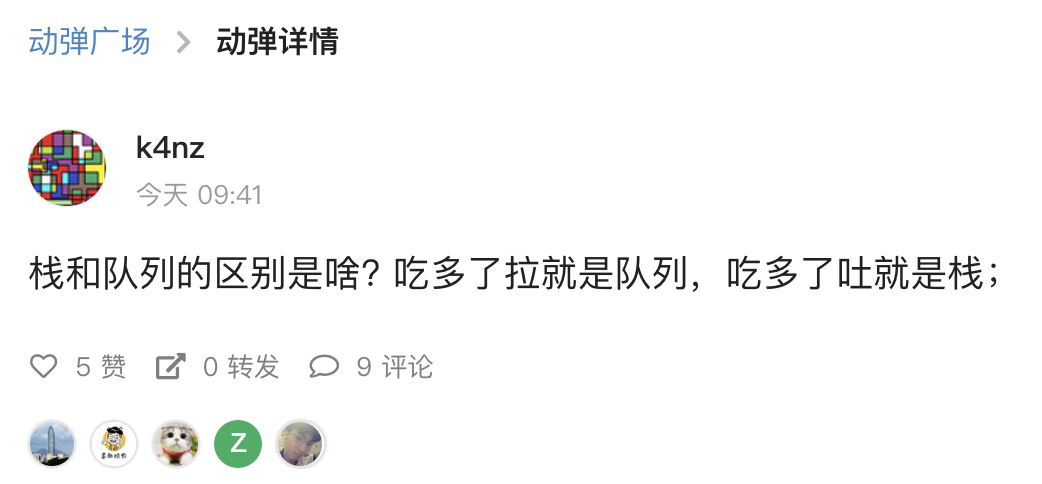 动弹广场 > 动弹详情
k4nz
今天 09:41
栈和队列的区别是啥？吃多了拉就是队列，吃多了吐就是栈；
5 赞 0 转发 9 评论
Z